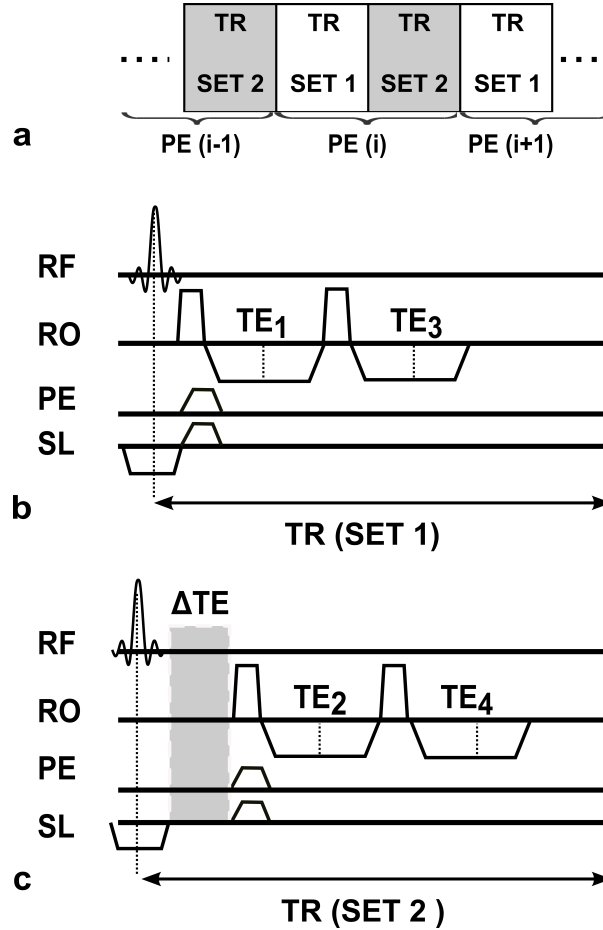 TR TR TR TR
.... SET 2 SET 1 SET 2 SET 1 ....
a PE (i-1) PE (i) PE (i+1)
RF
RO TE1 TE3
PE
SL
b TR (SET 1)
ΔTE
RF
RO TE2 TE4
PE
SL
c TR (SET 2 )